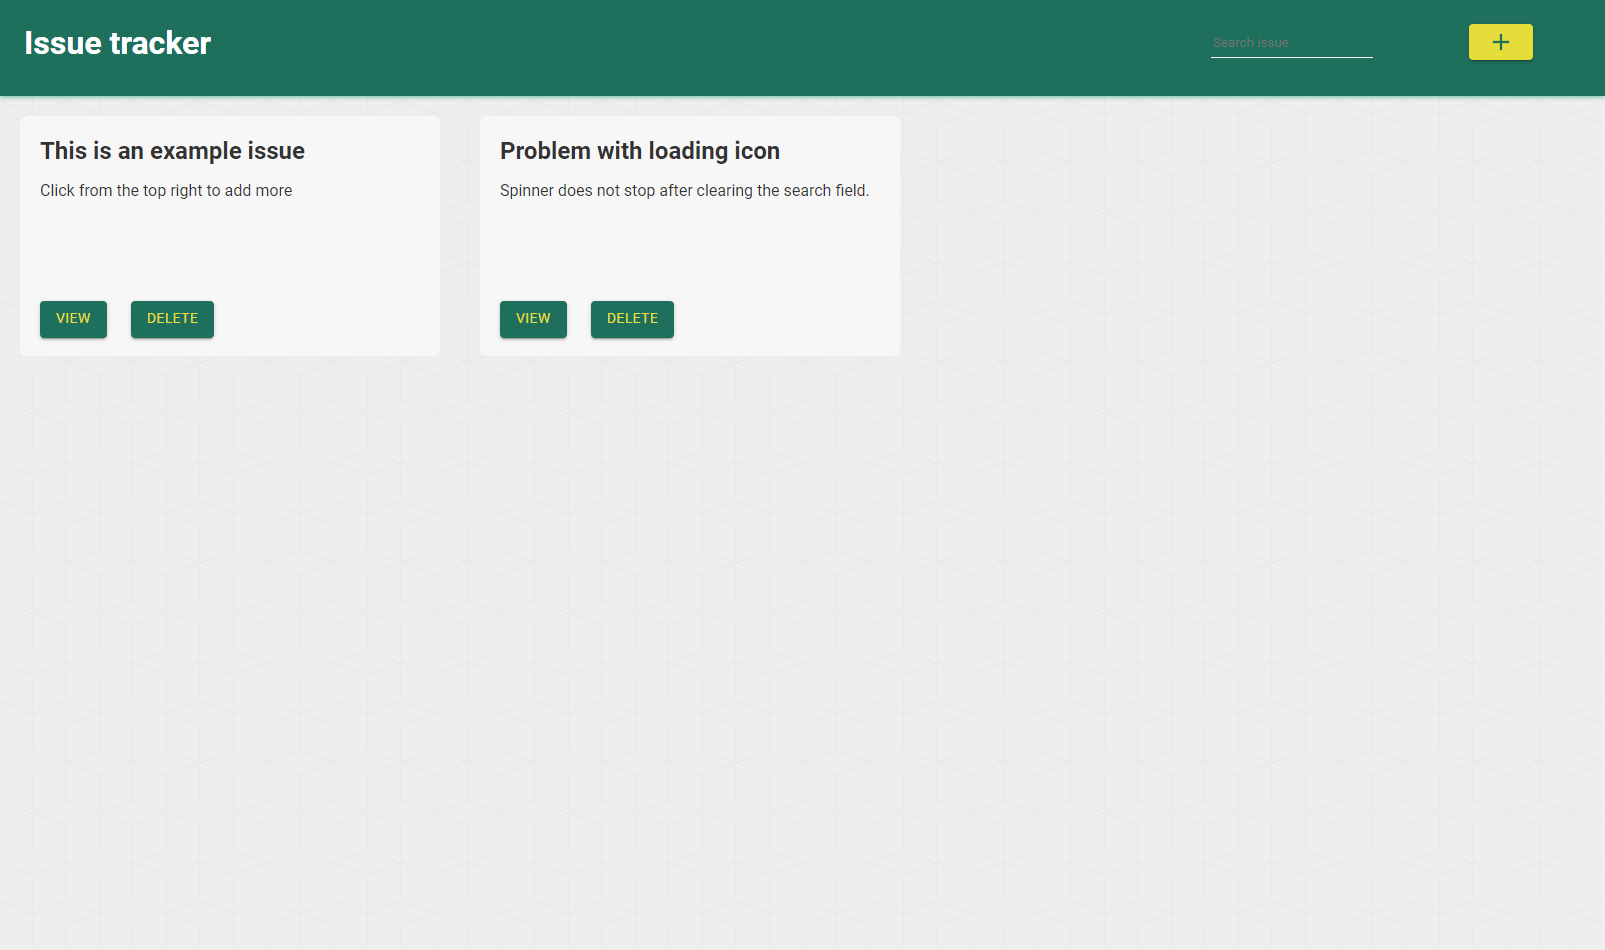 Issue tracker
Search issue
+
This is an example issue
Click from the top right to add more
VIEW DELETE
Problem with loading icon
Spinner does not stop after clearing the search field.
VIEW DELETE